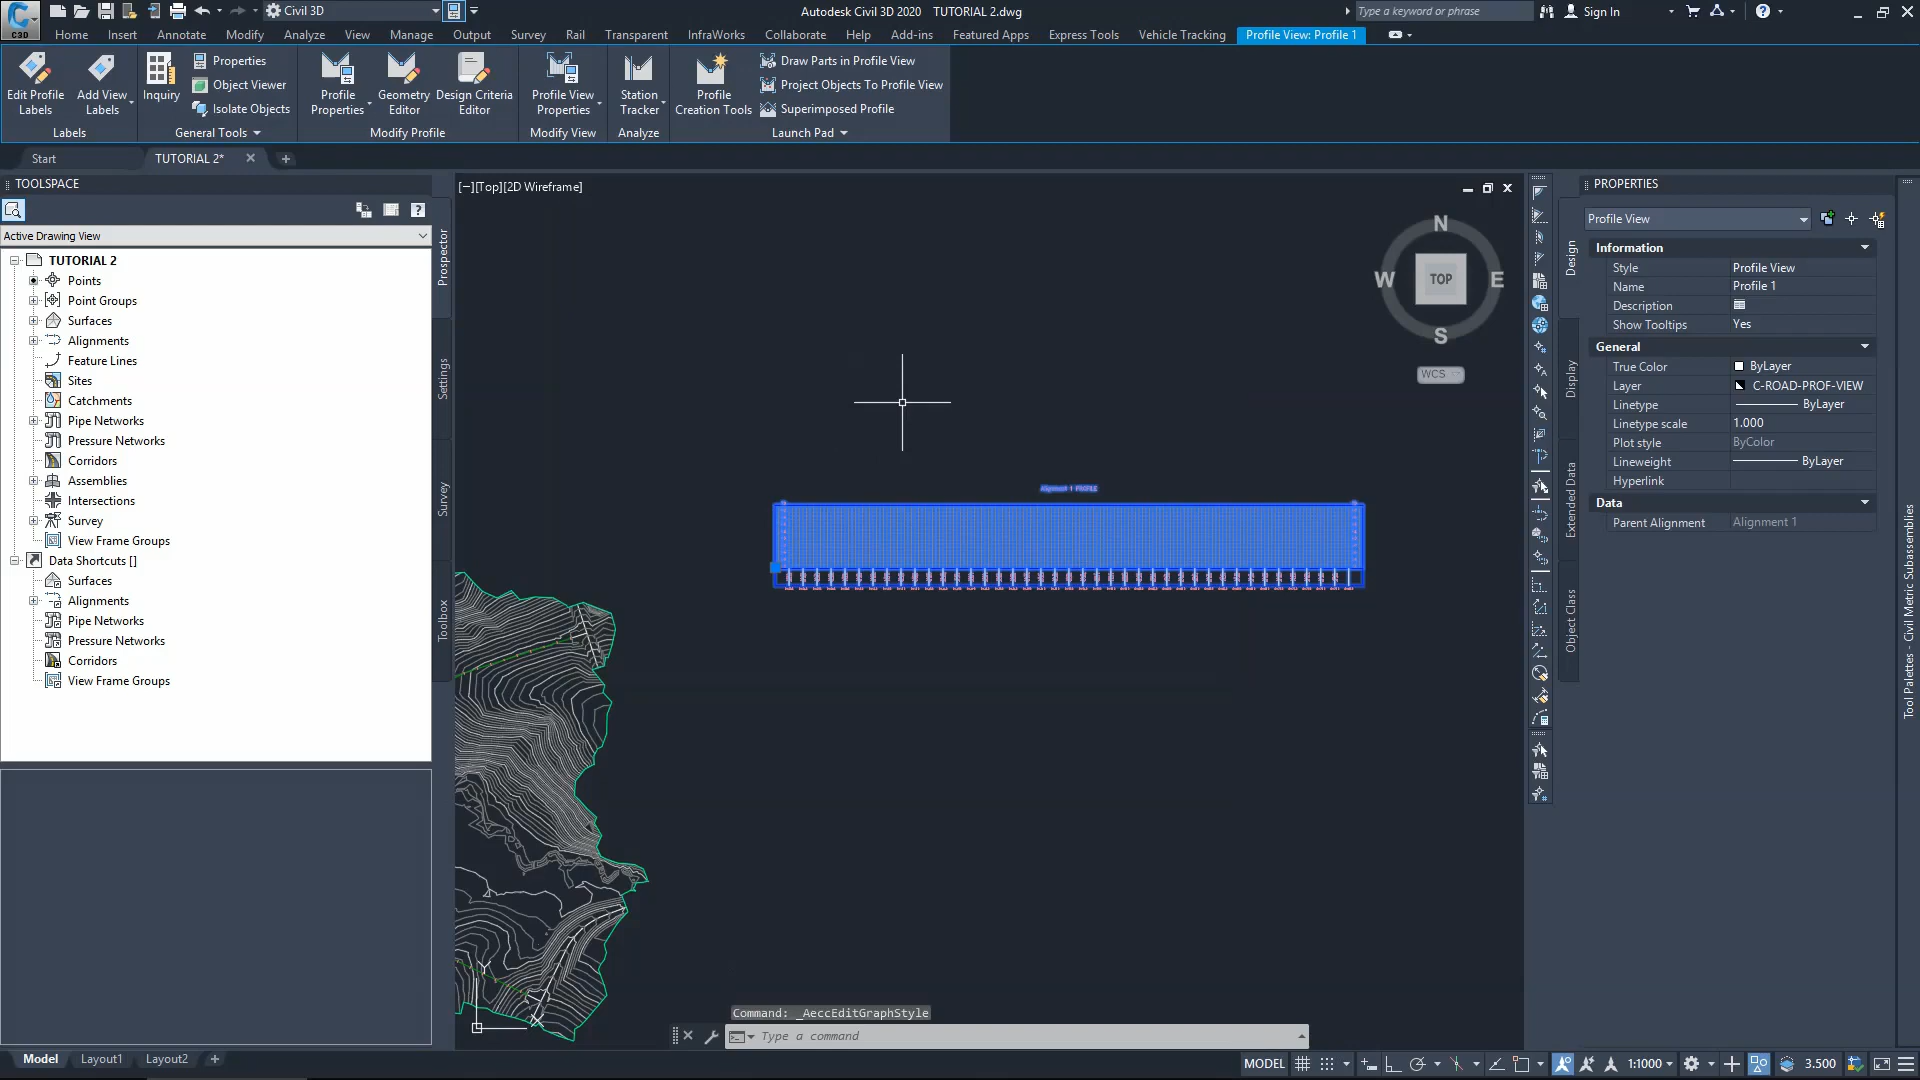 Civil 3D
Autodesk Civil 3D 2020 TUTORIAL 2.dwg
Type a keyword or phrase
Sign In
C3D
Home Insert Annotate Analyze View Manage Output Survey Rail Transparent InfraWorks Collaborate Help Add-ins Featured Apps Express Tools Vehicle Tracking Profile View: Profile 1
Modify
Edit Profile Labels
Add View Labels
Labels
Inquiry
Properties
Object Viewer
Isolate Objects
General Tools
Profile Properties
Geometry Editor
Design Criteria Editor
Modify Profile
Profile View Properties
Modify View
Station Tracker
Analyze
Profile Creation Tools
Draw Parts in Profile View
Project Objects To Profile View
Superimposed Profile
Launch Pad
Start
TUTORIAL 2*
TOOLSPACE
Active Drawing View
TUTORIAL 2
Points
Point Groups
Surfaces
Alignments
Feature Lines
Sites
Catchments
Pipe Networks
Pressure Networks
Corridors
Assemblies
Intersections
Survey
View Frame Groups
Data Shortcuts []
Surfaces
Alignments
Pipe Networks
Pressure Networks
Corridors
View Frame Groups
Prospector
Settings
Survey
Toolbox
[−][Top][2D Wireframe]
N
W
TOP
E
S
WCS
Alignment 1 PROFILE
Y
X
Command: _AeccEditGraphStyle
Type a command
PROPERTIES
Profile View
Information
Style Profile View
Name Profile 1
Description
Show Tooltips Yes
General
True Color ByLayer
Layer C-ROAD-PROF-VIEW
Linetype ByLayer
Linetype scale 1.000
Plot style ByColor
Lineweight ByLayer
Hyperlink
Data
Parent Alignment Alignment 1
Design
Display
Extended Data
Object Class
Tool Palettes - Civil Metric Subassemblies
Model Layout1 Layout2
MODEL
1:1000
3.500